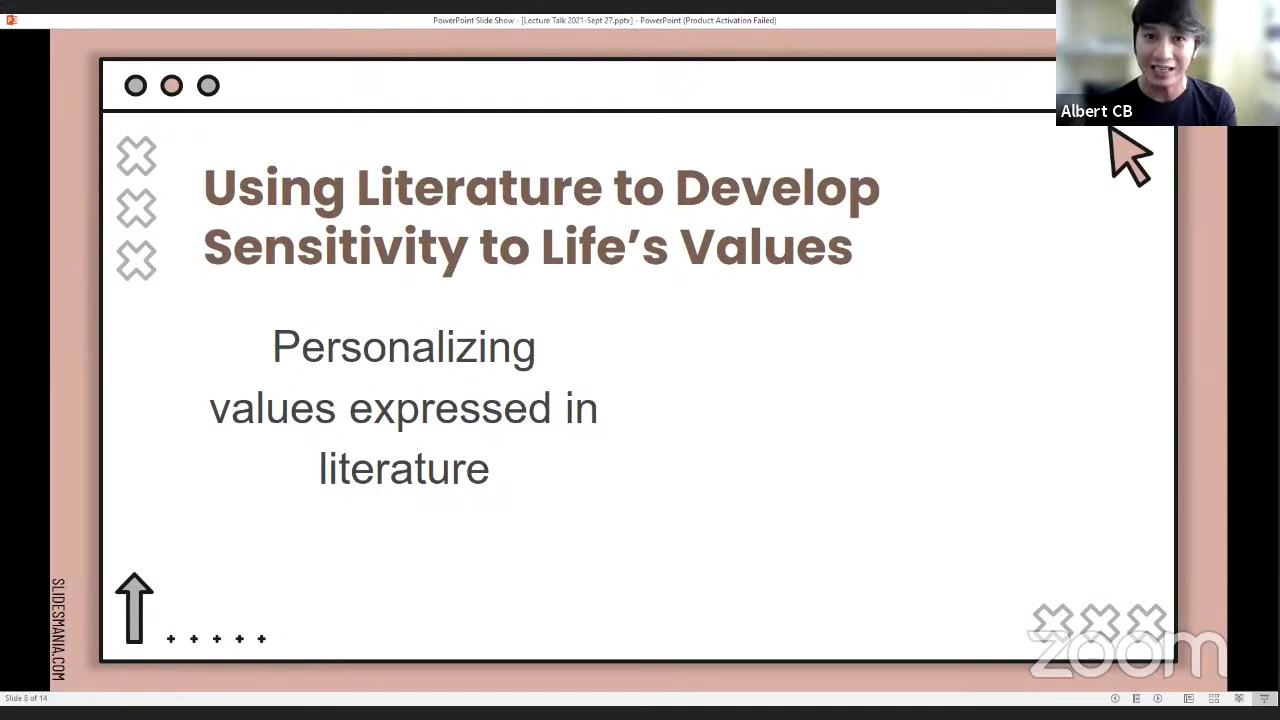 PowerPoint Slide Show - [Lecture Talk 2021-Sept 27.pptx] - PowerPoint (Product Activation Failed)
Albert CB
Using Literature to Develop
Sensitivity to Life’s Values
Personalizing
values expressed in
literature
SLIDESMANIA.COM
zoom
Slide 8 of 14